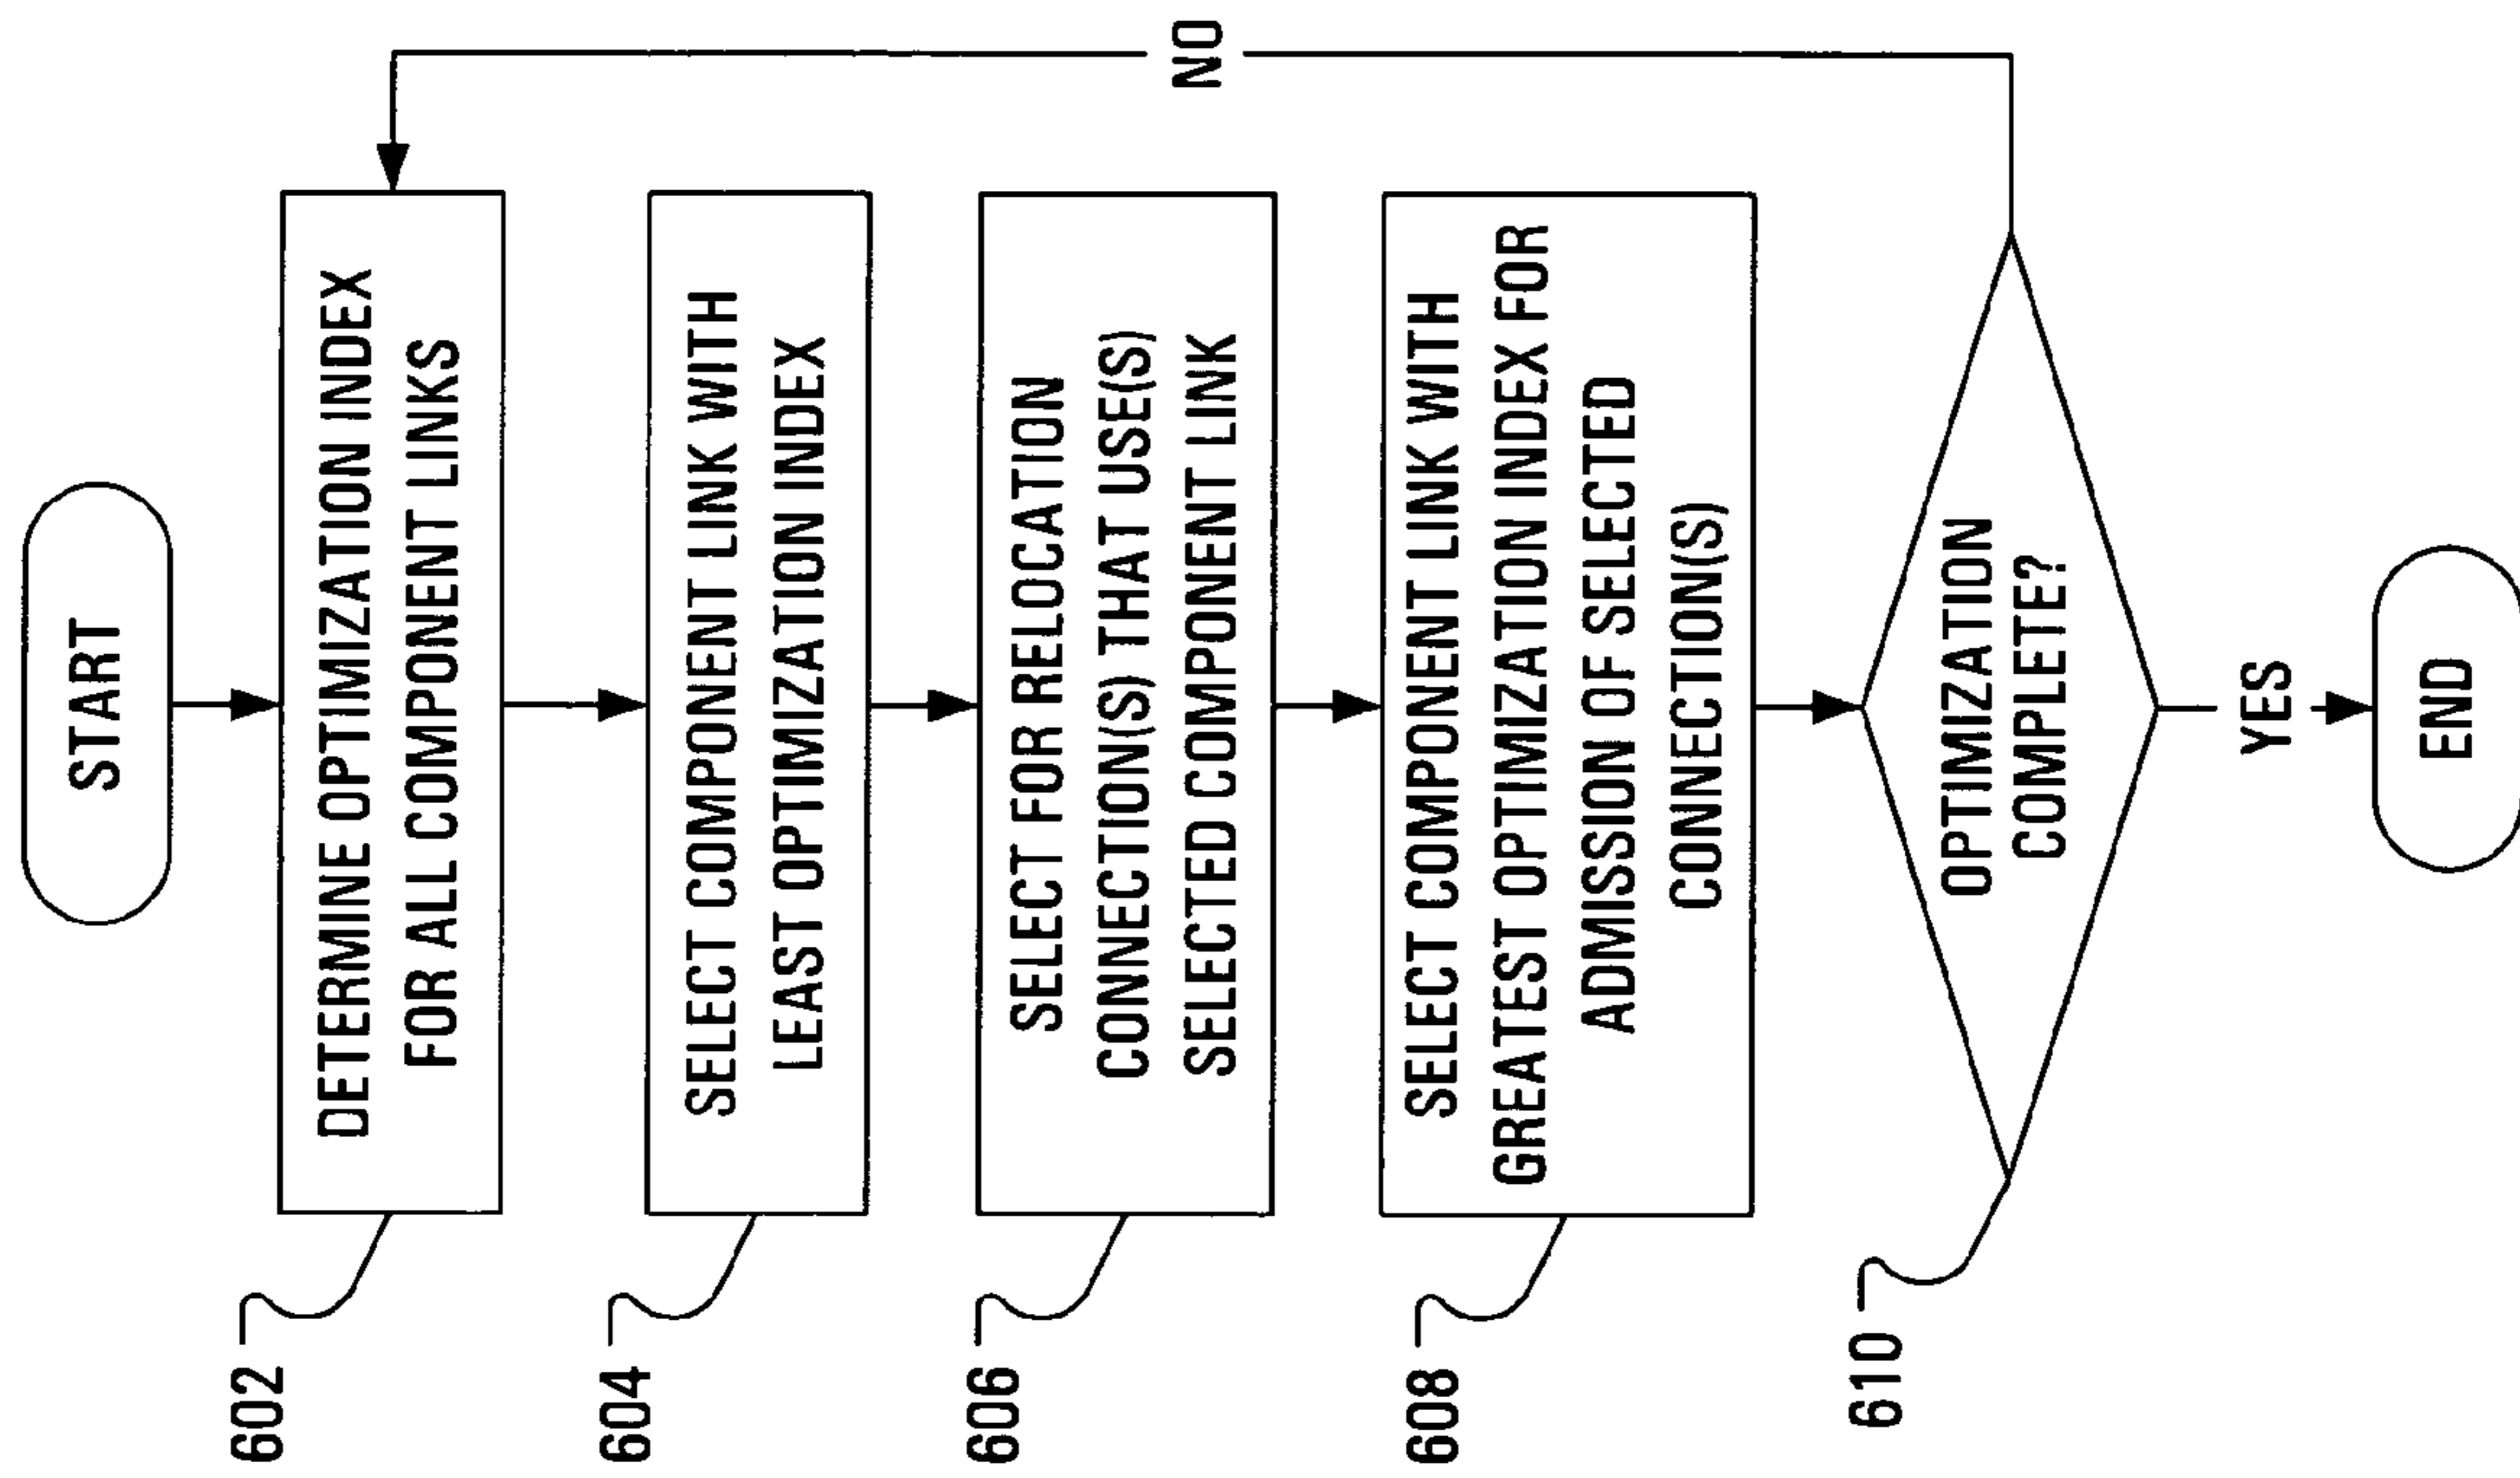 START
602
DETERMINE OPTIMIZATION INDEX
FOR ALL COMPONENT LINKS
604
SELECT COMPONENT LINK WITH
LEAST OPTIMIZATION INDEX
606
SELECT FOR RELOCATION
CONNECTION(S) THAT USE(S)
SELECTED COMPONENT LINK
608
SELECT COMPONENT LINK WITH
GREATEST OPTIMIZATION INDEX FOR
ADMISSION OF SELECTED
CONNECTION(S)
610
OPTIMIZATION
COMPLETE?
NO
YES
END